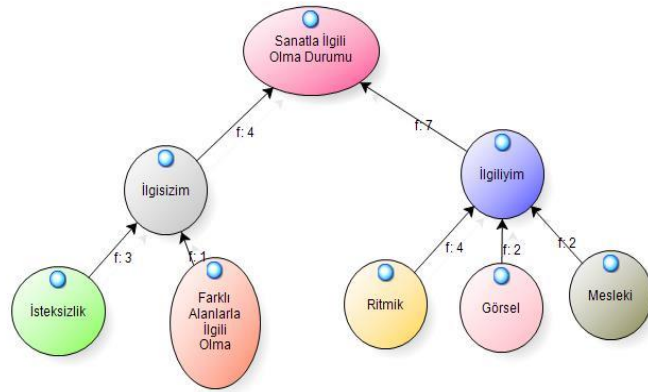 Sanatla İlgili
Olma Durumu
f: 4
f: 7
İlgisizim
İlgiliyim
f: 3
f: 1
f: 4
f: 2
f: 2
İsteksizlik
Farklı
Alanlarla
İlgili
Olma
Ritmik
Görsel
Mesleki